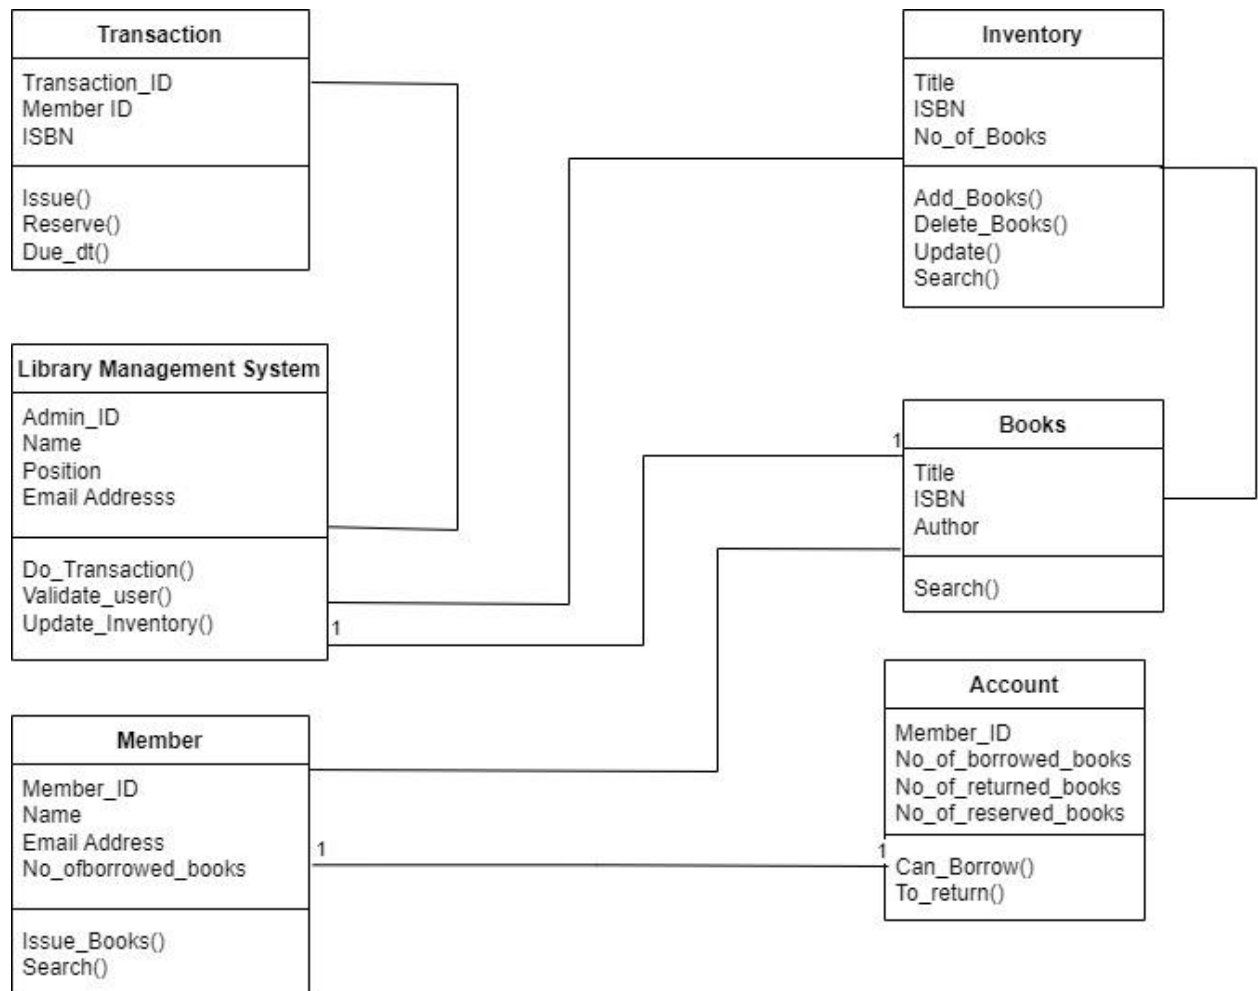 Transaction
Transaction_ID
Member ID
ISBN
Issue()
Reserve()
Due_dt()
Inventory
Title
ISBN
No_of_Books
Add_Books()
Delete_Books()
Update()
Search()
Library Management System
Admin_ID
Name
Position
Email Addresss
Do_Transaction()
Validate_user()
Update_Inventory()
1
1
Books
Title
ISBN
Author
Search()
Member
Member_ID
Name
Email Address
No_ofborrowed_books
Issue_Books()
Search()
1
1
Account
Member_ID
No_of_borrowed_books
No_of_returned_books
No_of_reserved_books
Can_Borrow()
To_return()